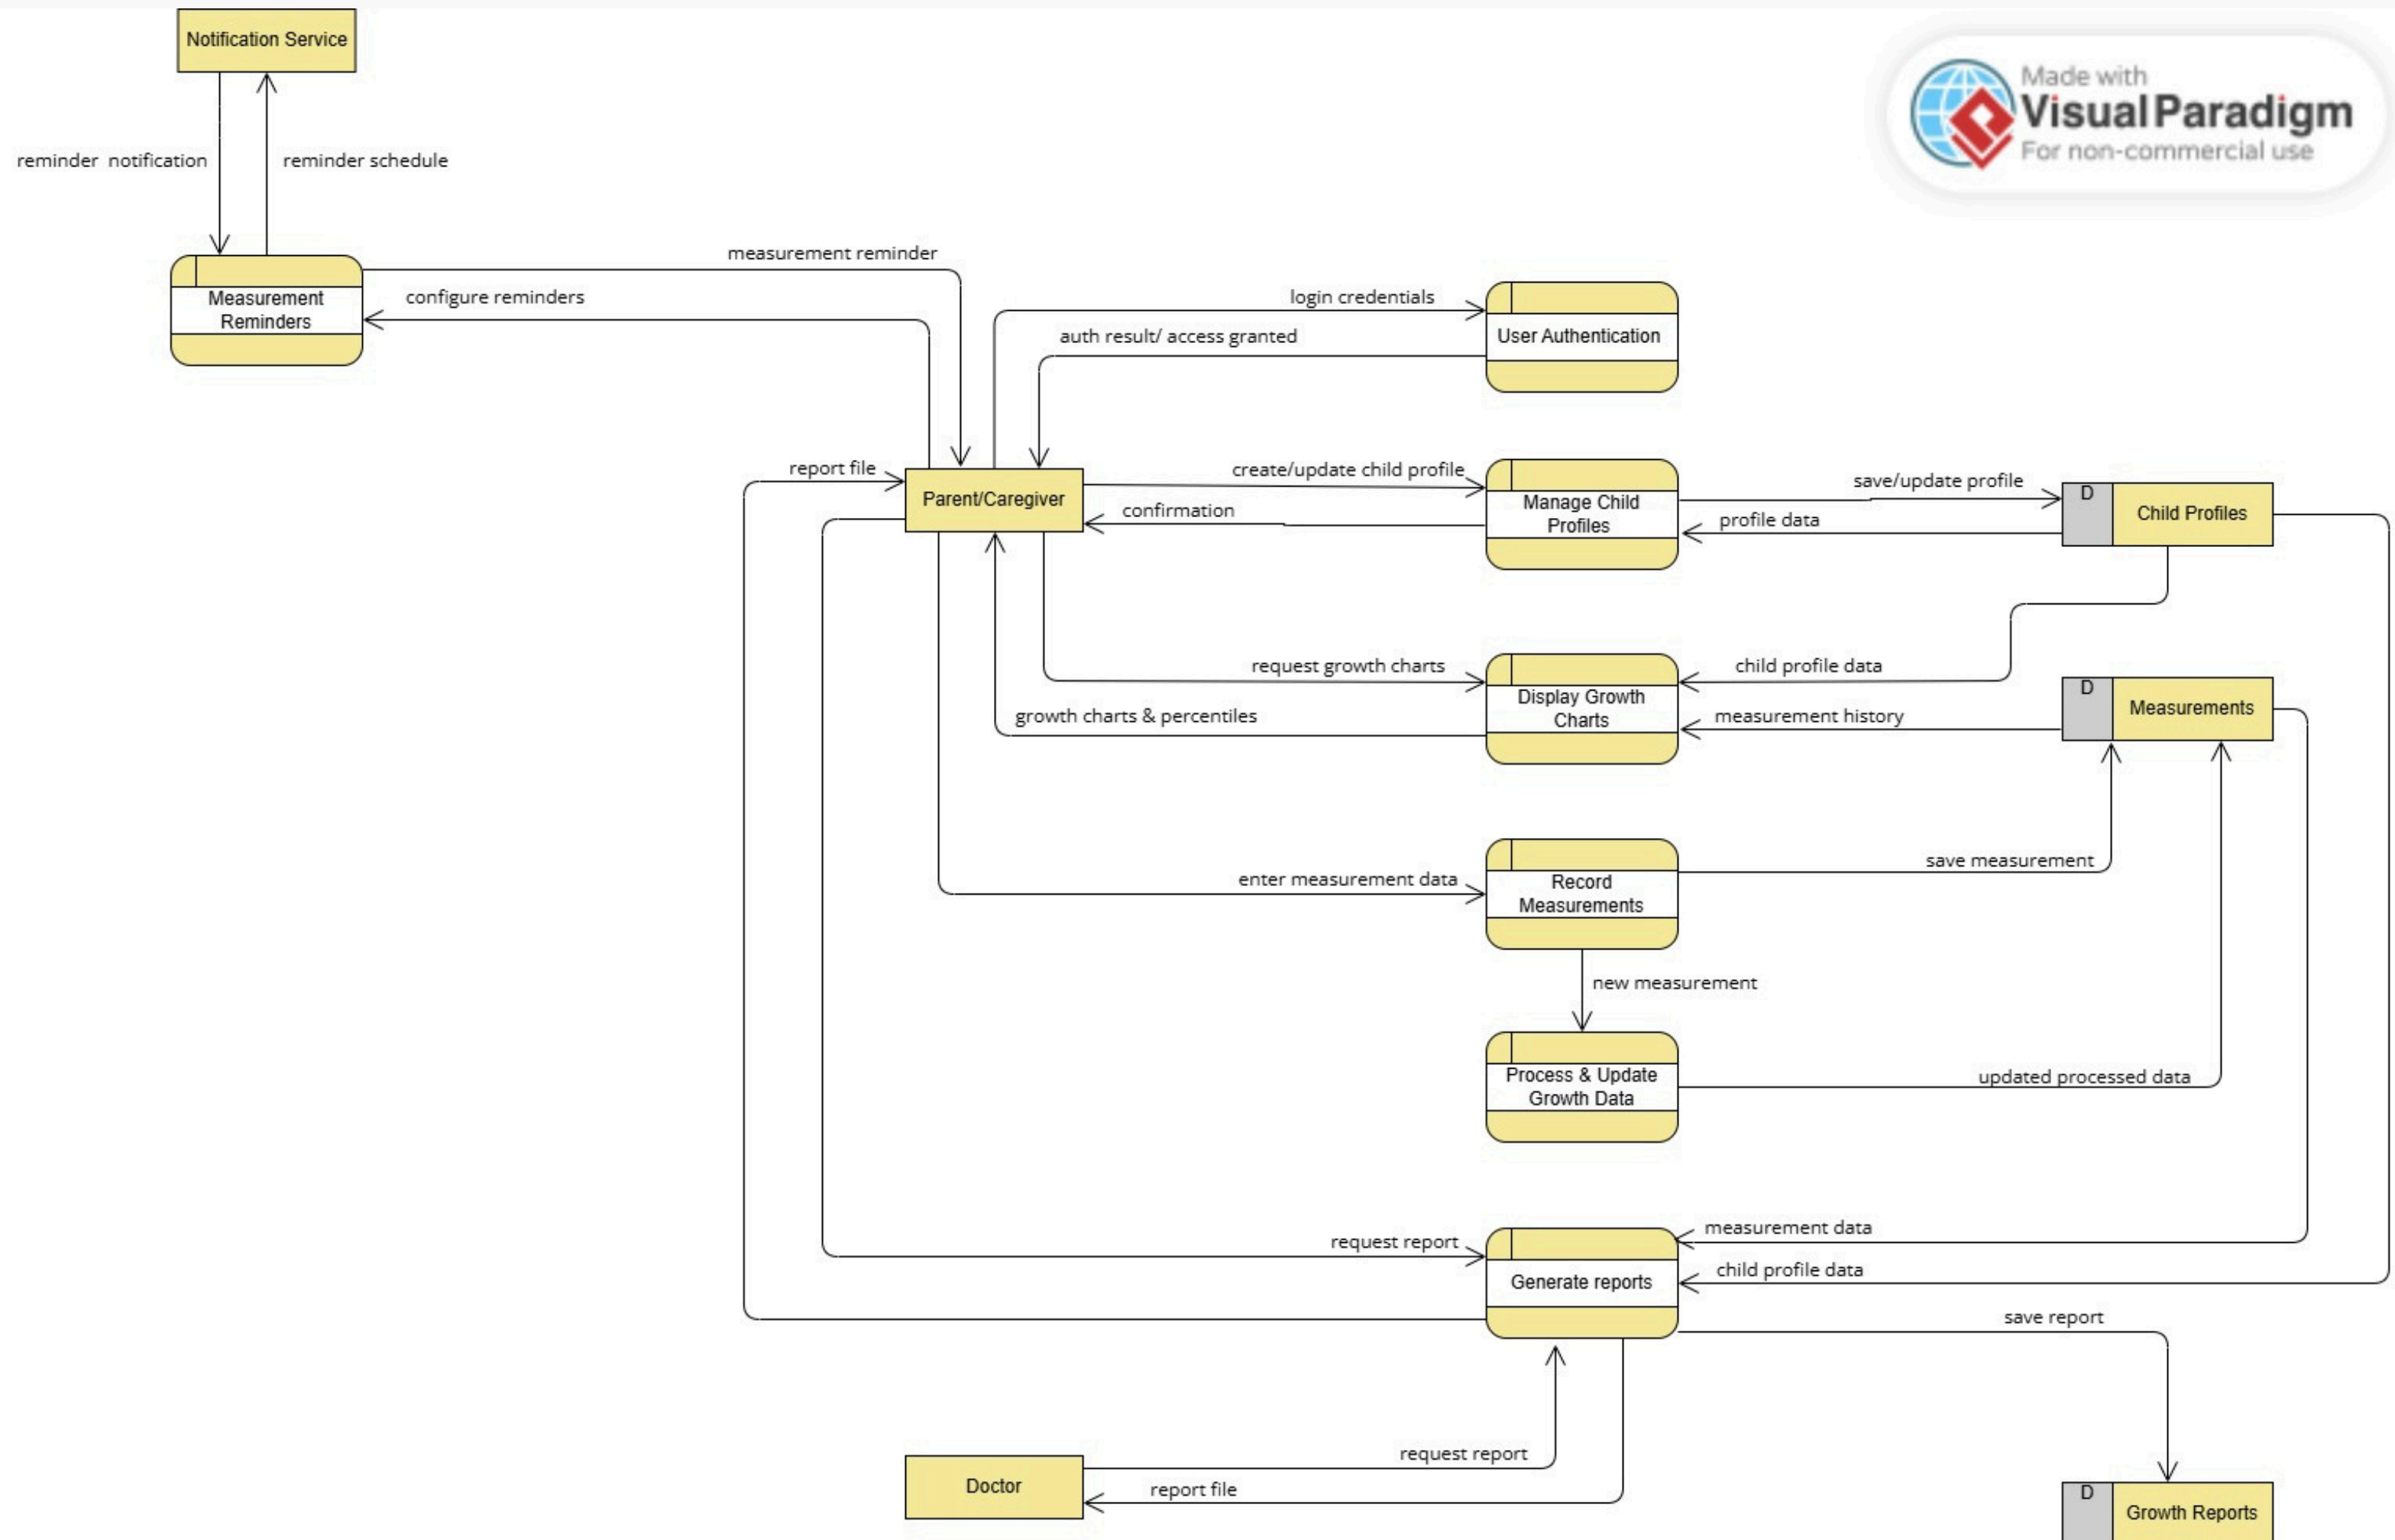 Notification Service
Made with
Visual Paradigm
For non-commercial use
reminder notification
reminder schedule
measurement reminder
Measurement
Reminders
configure reminders
login credentials
auth result/ access granted
User Authentication
report file
Parent/Caregiver
create/update child profile
confirmation
Manage Child
Profiles
save/update profile
profile data
D
Child Profiles
request growth charts
growth charts & percentiles
Display Growth
Charts
child profile data
measurement history
D
Measurements
enter measurement data
Record
Measurements
save measurement
new measurement
Process & Update
Growth Data
updated processed data
request report
Generate reports
measurement data
child profile data
save report
request report
Doctor
report file
D
Growth Reports